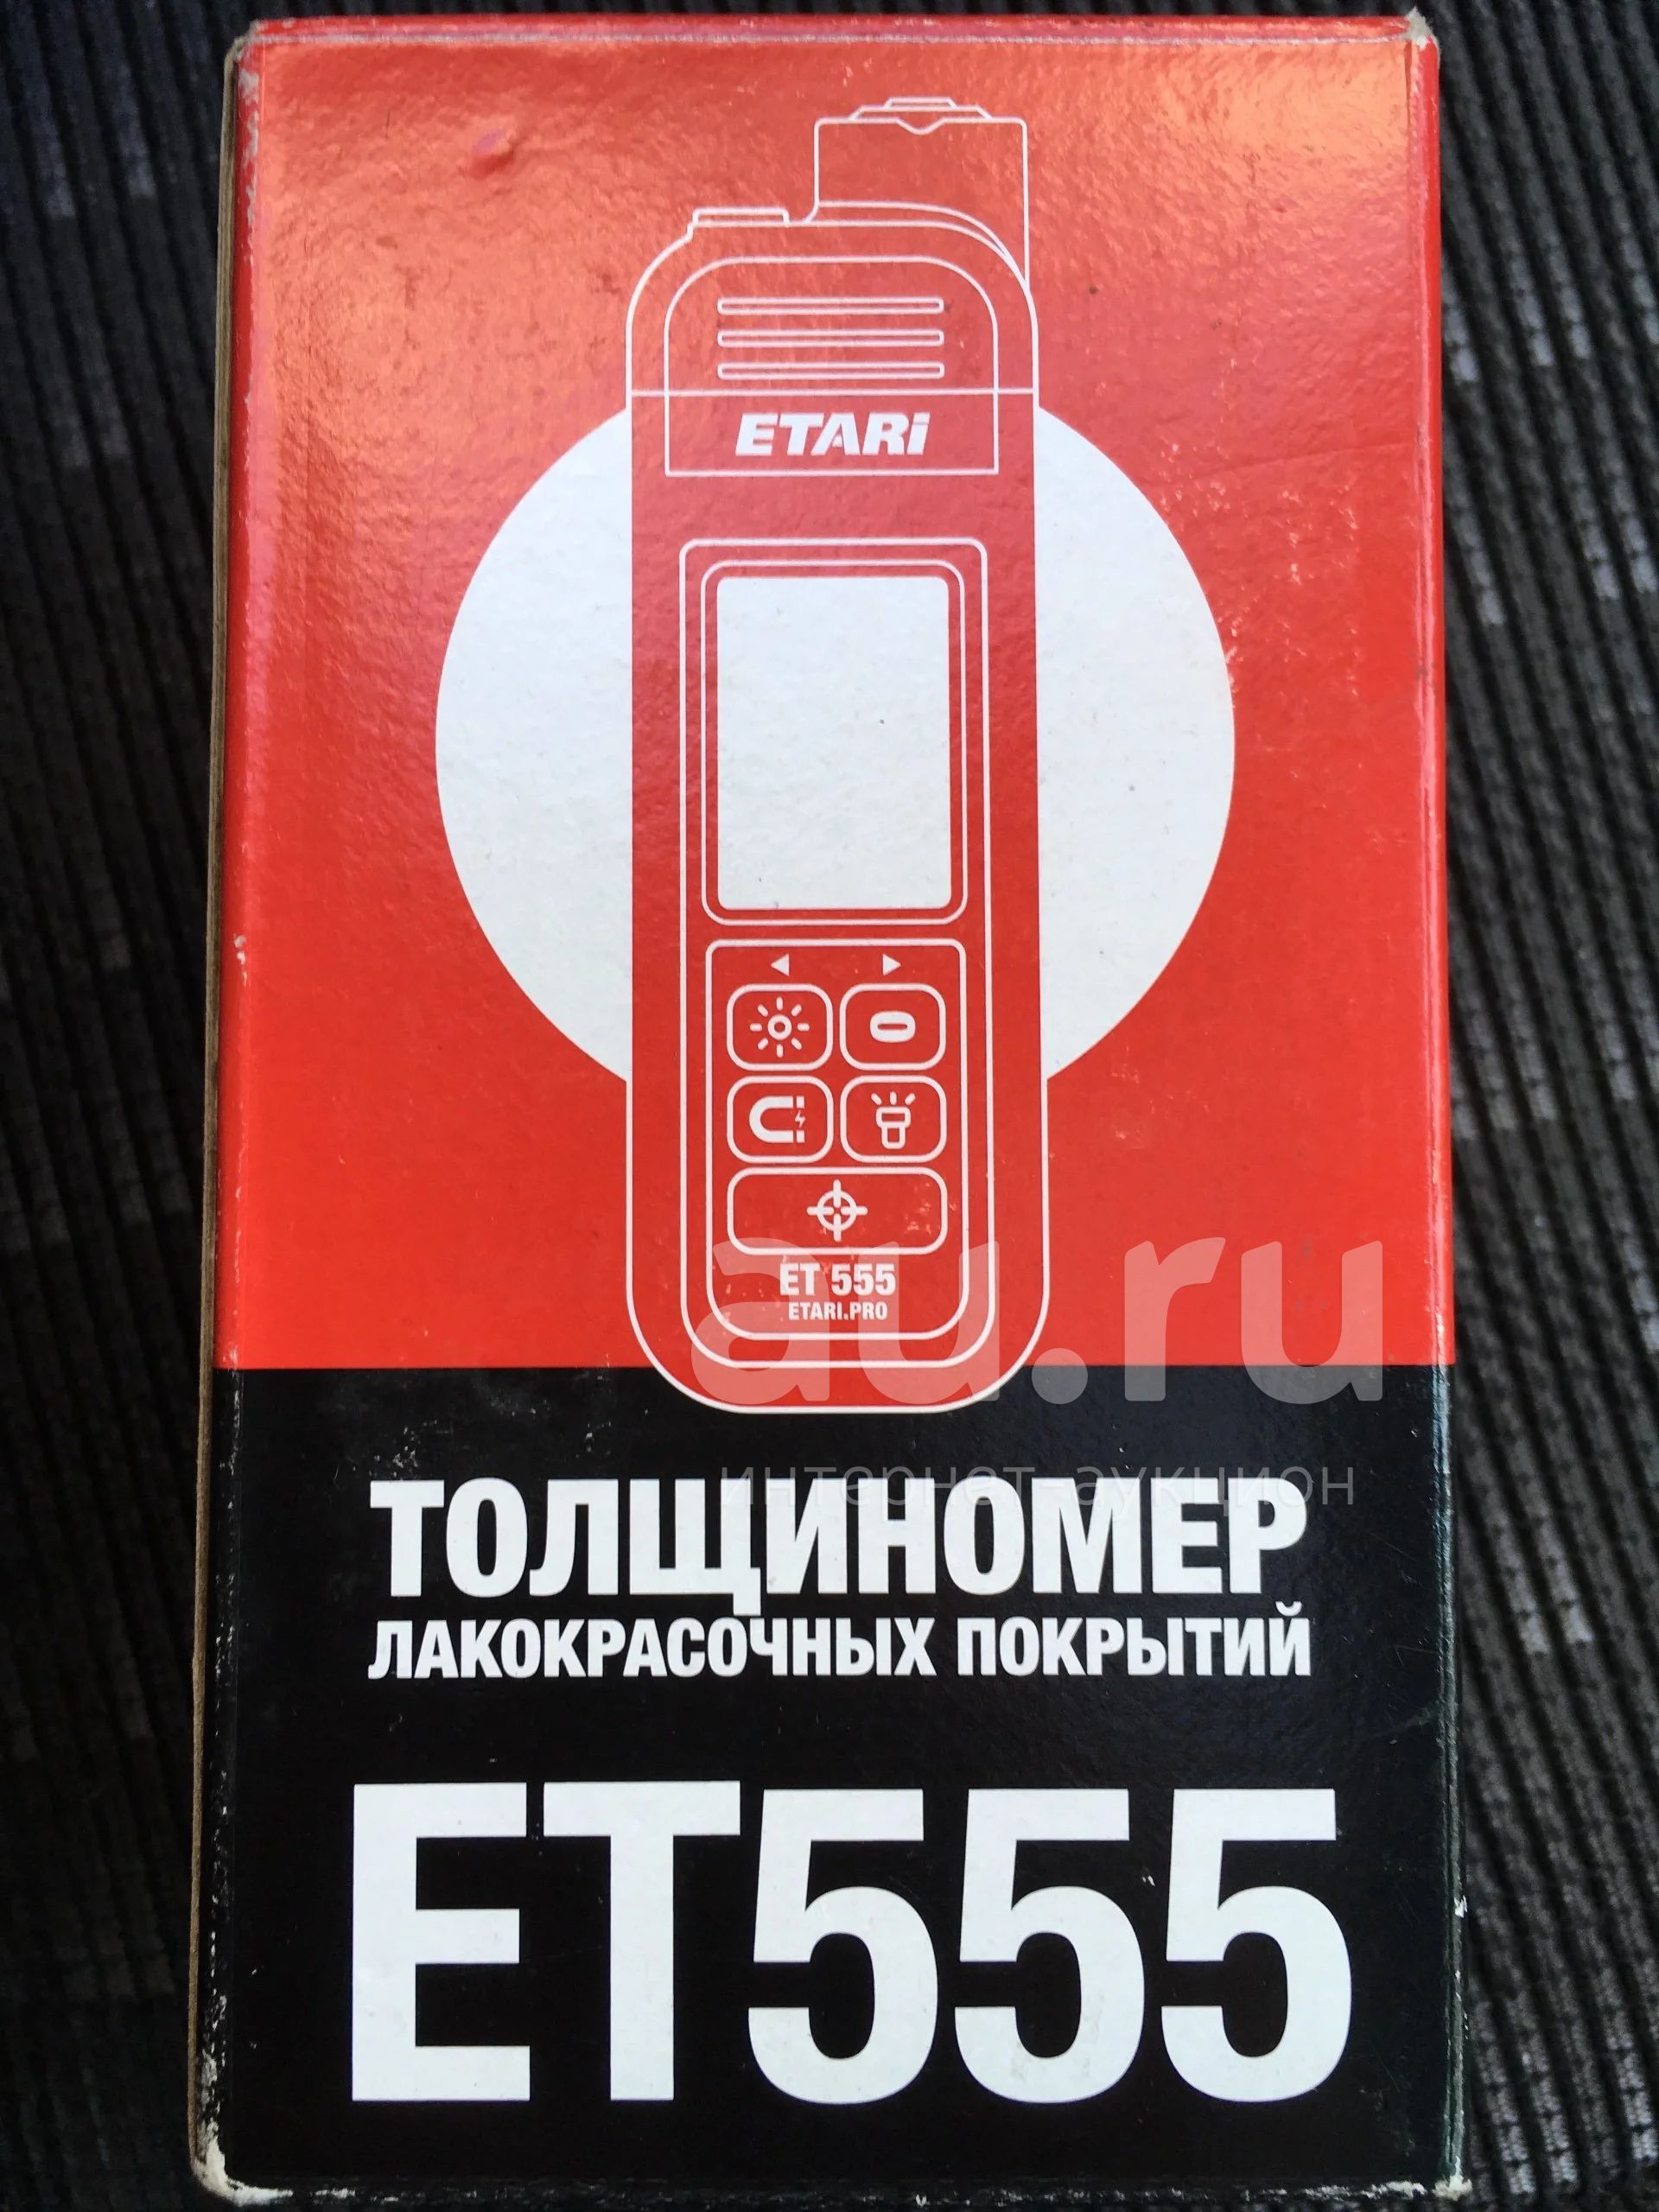 ETARi
ET 555
ETARI.PRO
au.ru
интернет-аукцион
ТОЛЩИНОМЕР
ЛАКОКРАСОЧНЫХ ПОКРЫТИЙ
ET555